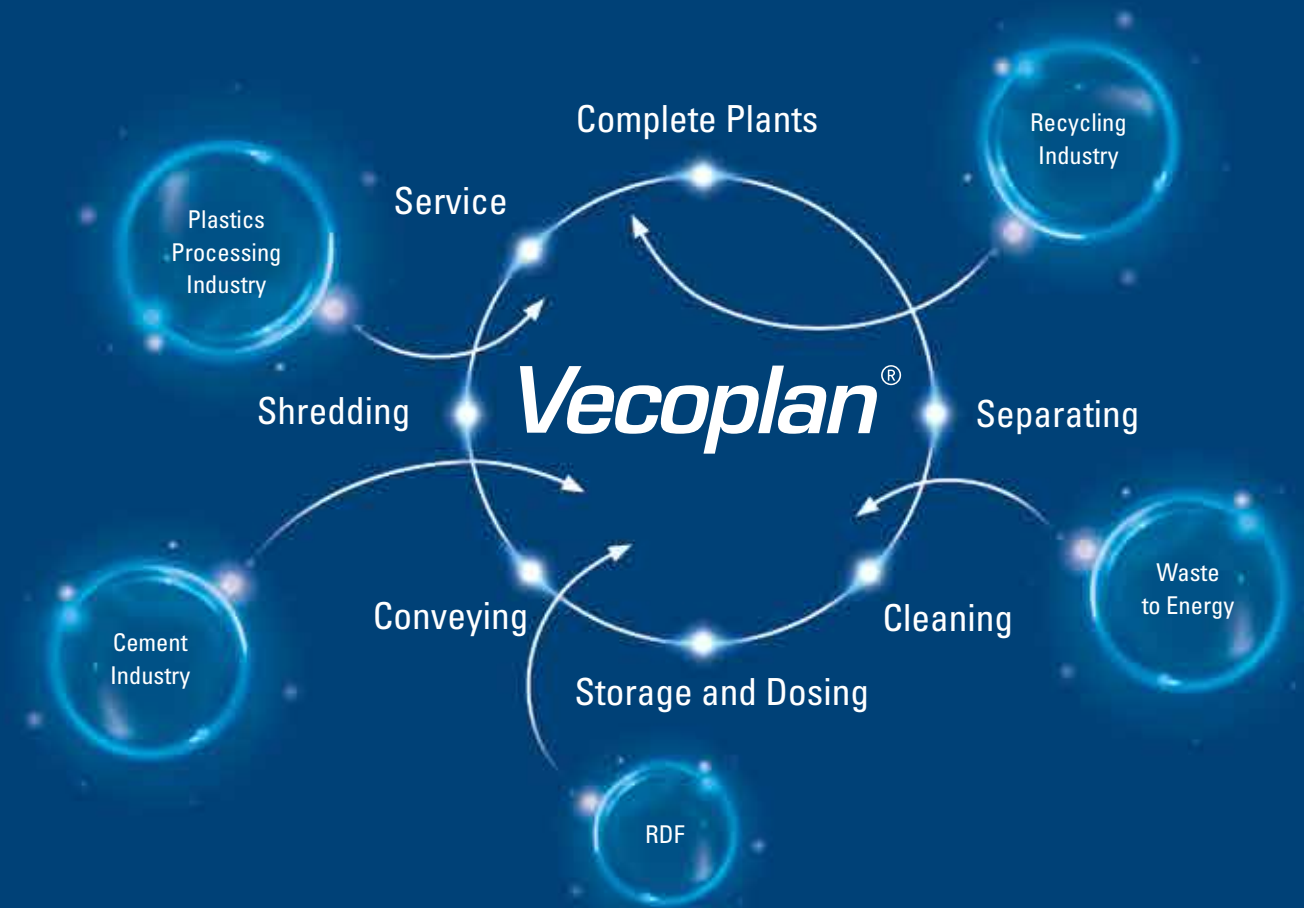 Complete Plants
Recycling
Industry
Service
Plastics
Processing
Industry
Vecoplan®
Shredding
Separating
Waste
to Energy
Conveying
Cleaning
Cement
Industry
Storage and Dosing
RDF